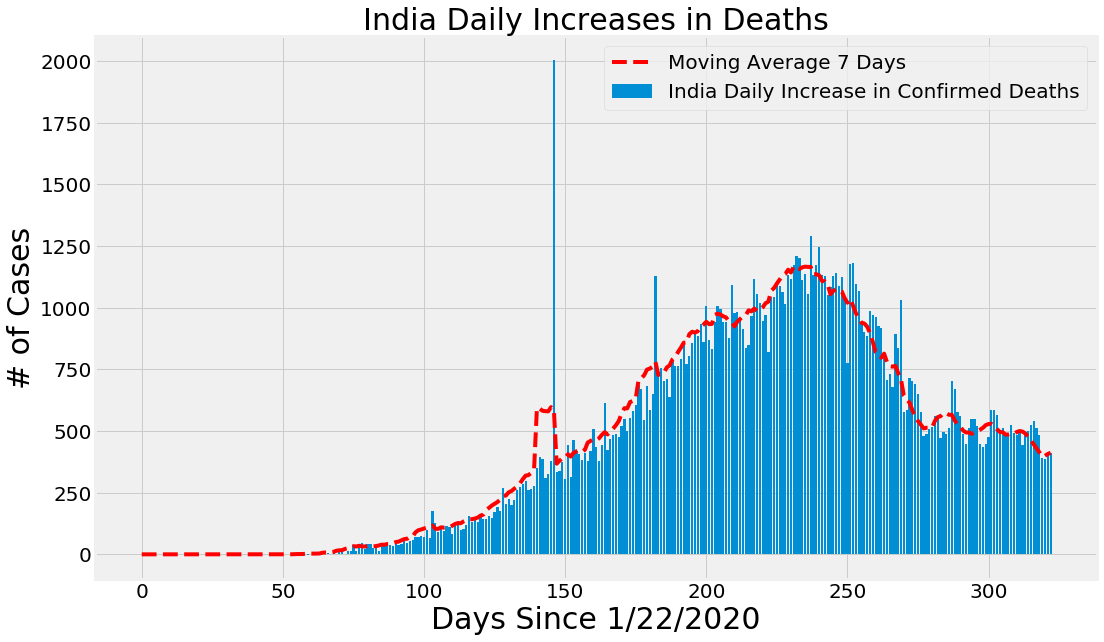 India Daily Increases in Deaths
Moving Average 7 Days
India Daily Increase in Confirmed Deaths
# of Cases
2000
1750
1500
1250
1000
750
500
250
0
0 50 100 150 200 250 300
Days Since 1/22/2020